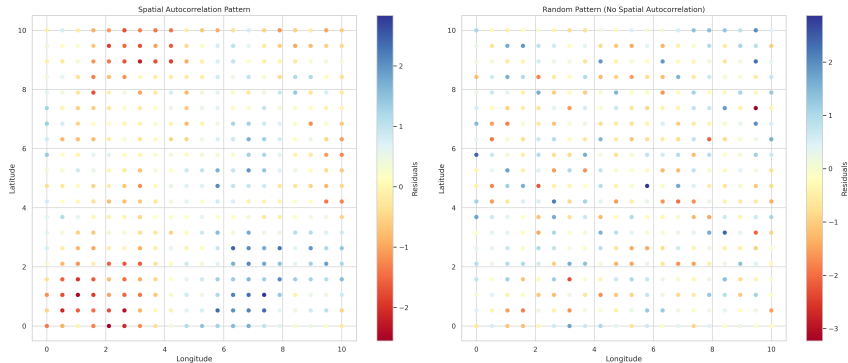 Spatial Autocorrelation Pattern
10
8
6
4
2
0
Latitude
0 2 4 6 8 10
Longitude
2
1
0
−1
−2
Residuals
Random Pattern (No Spatial Autocorrelation)
10
8
6
4
2
0
Latitude
0 2 4 6 8 10
Longitude
2
1
0
−1
−2
−3
Residuals